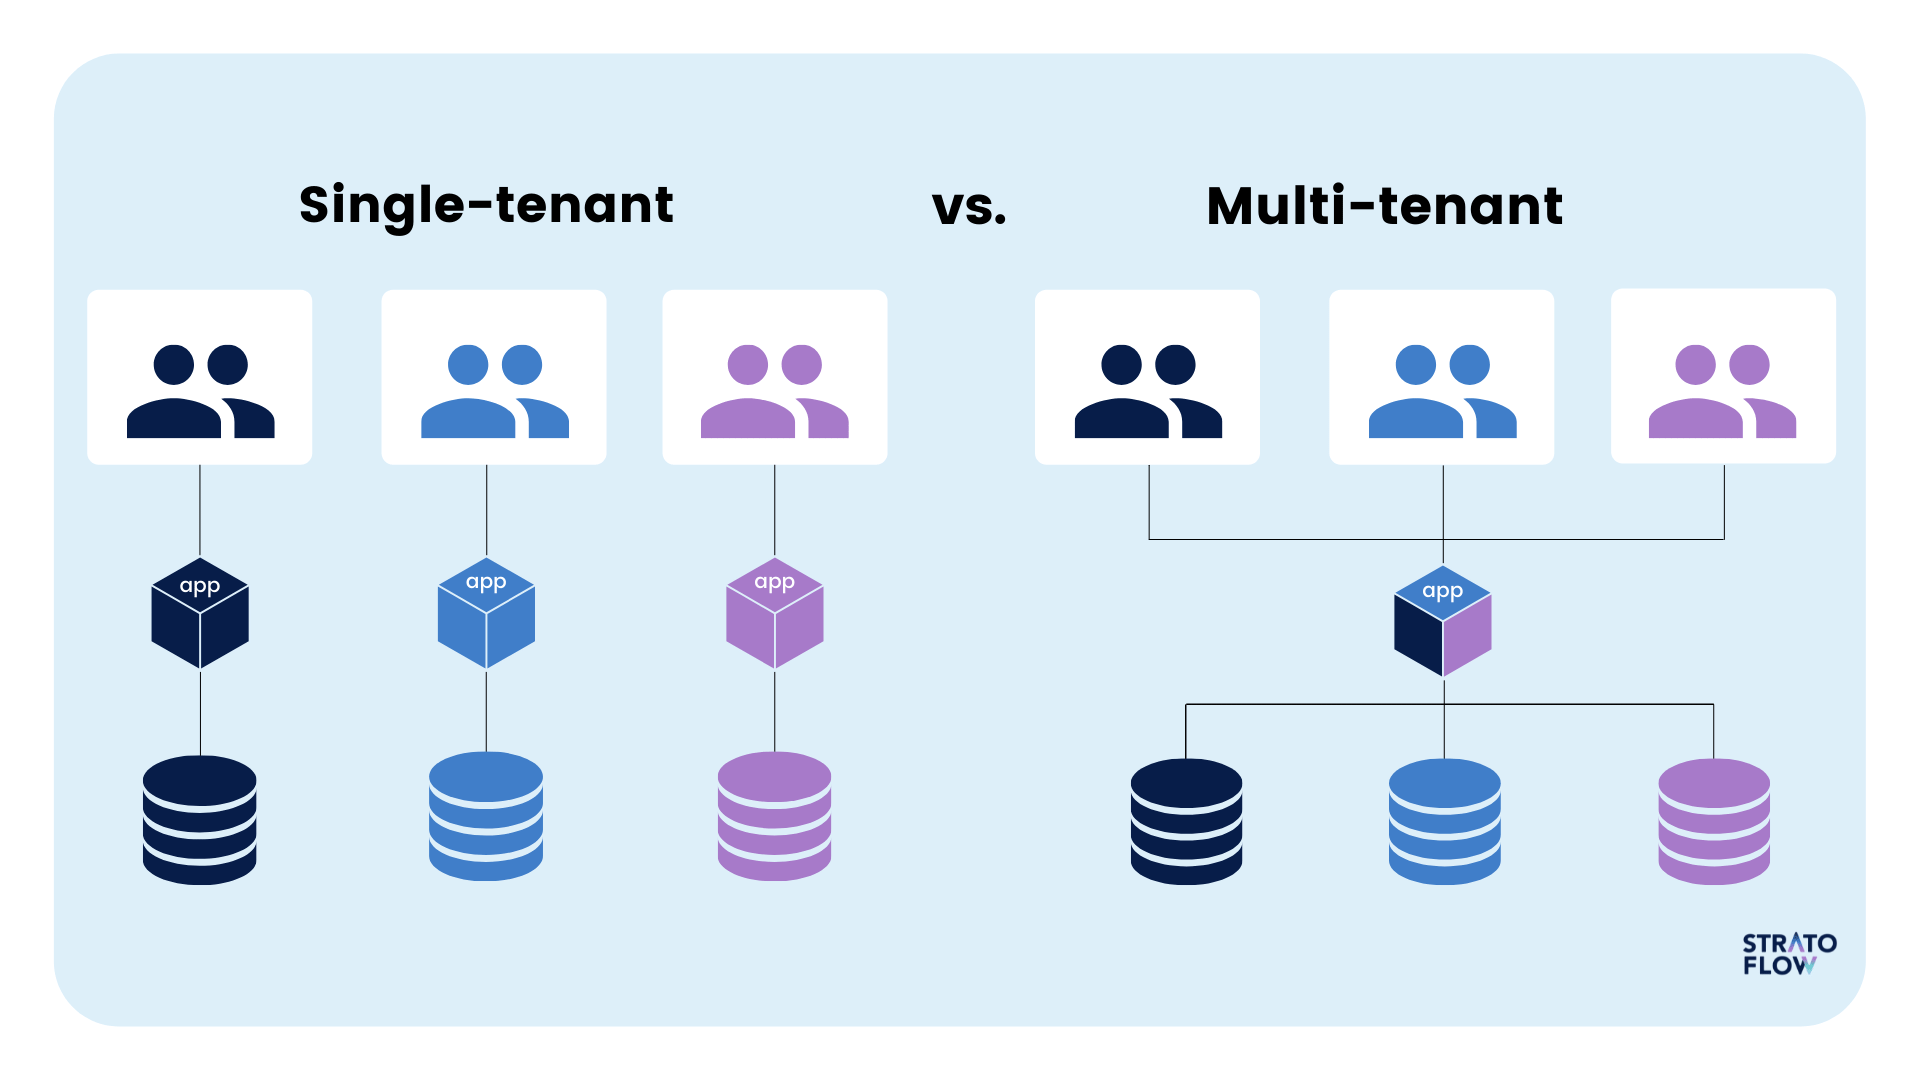 Single-tenant vs. Multi-tenant
app
app
app
app
STRATO
FLOW